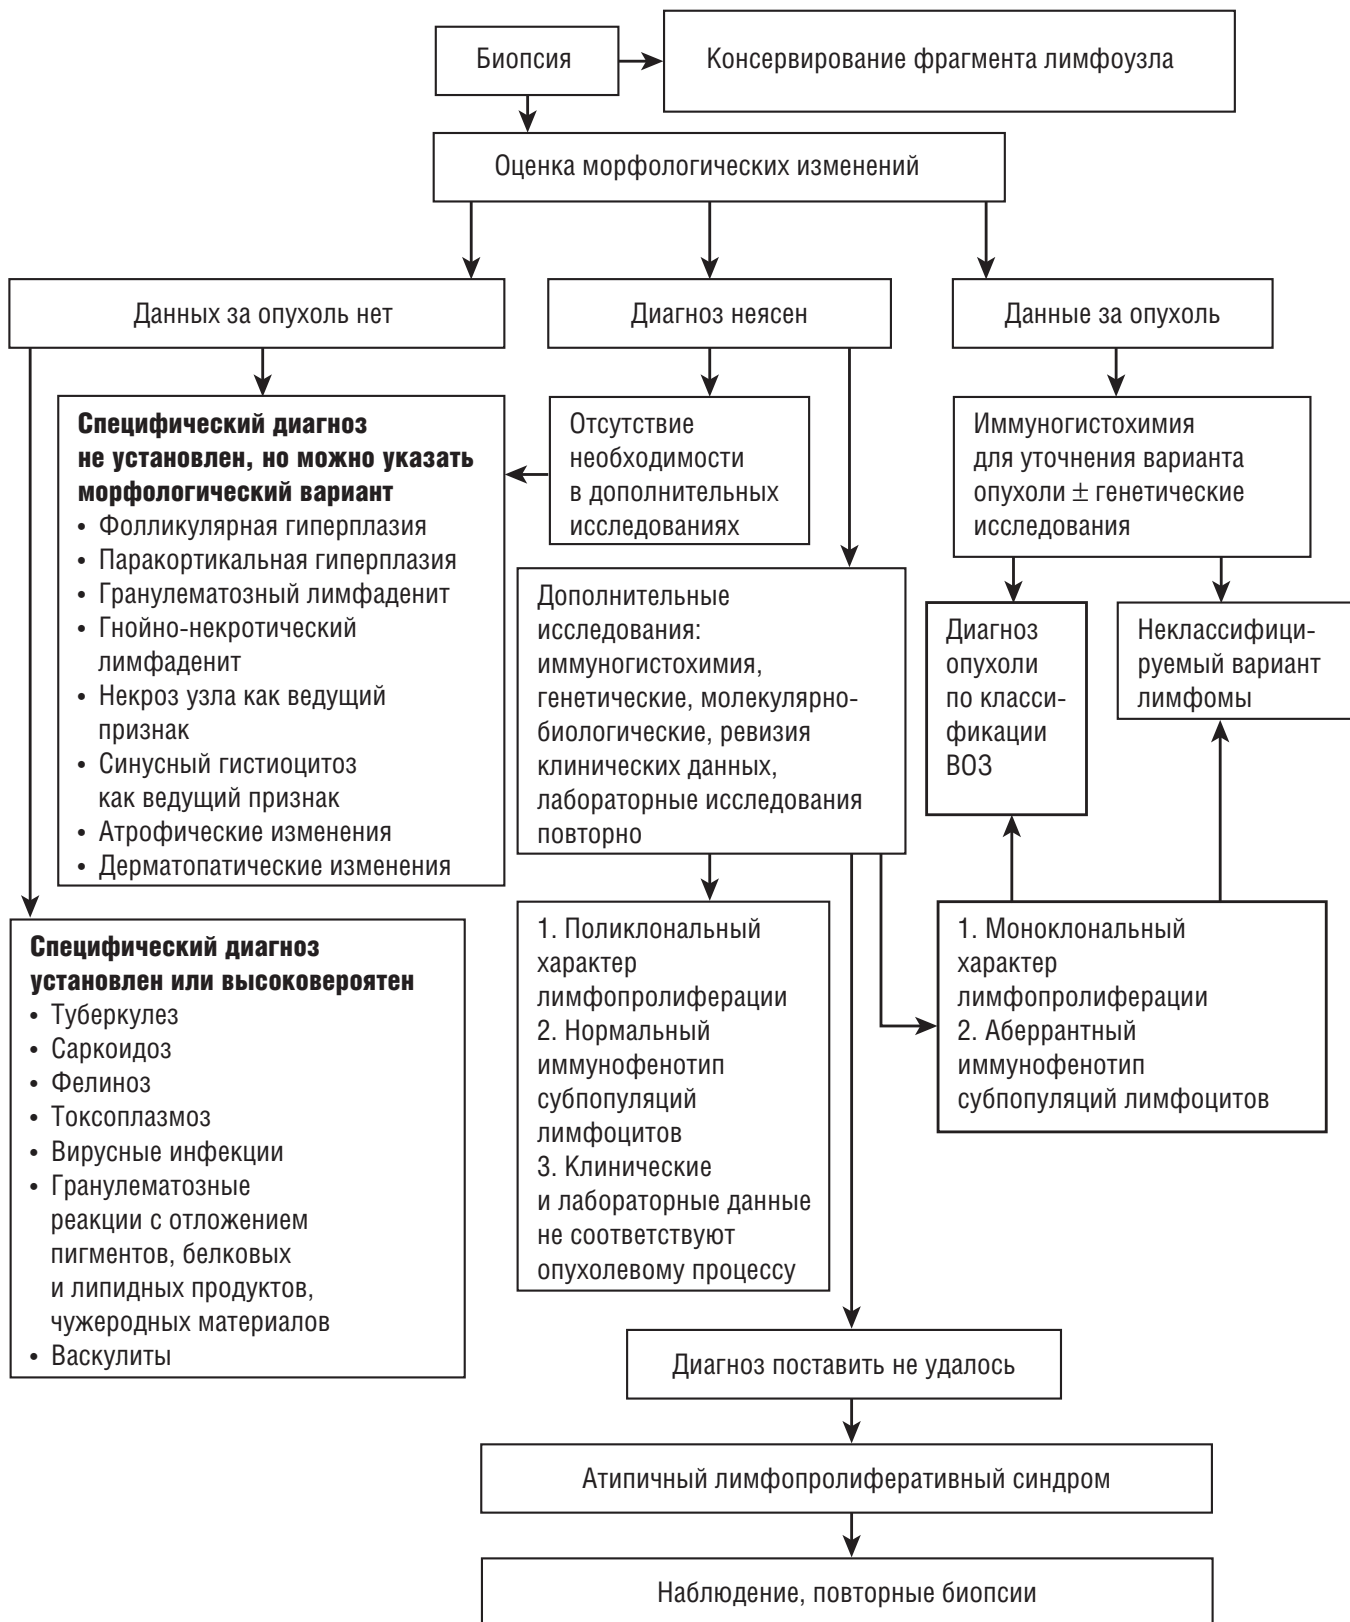 Биопсия
Консервирование фрагмента лимфоузла
Оценка морфологических изменений
Данных за опухоль нет
Диагноз неясен
Данные за опухоль
Специфический диагноз
не установлен, но можно указать
морфологический вариант
• Фолликулярная гиперплазия
• Паракортикальная гиперплазия
• Гранулематозный лимфаденит
• Гнойно-некротический
лимфаденит
• Некроз узла как ведущий
признак
• Синусный гистиоцитоз
как ведущий признак
• Атрофические изменения
• Дерматопатические изменения
Отсутствие
необходимости
в дополнительных
исследованиях
Иммуногистохимия
для уточнения варианта
опухоли ± генетические
исследования
Дополнительные
исследования:
иммуногистохимия,
генетические, молекулярно-
биологические, ревизия
клинических данных,
лабораторные исследования
повторно
Диагноз
опухоли
по класси-
фикации
ВОЗ
Неклассифици-
руемый вариант
лимфомы
Специфический диагноз
установлен или высоковероятен
• Туберкулез
• Саркоидоз
• Фелиноз
• Токсоплазмоз
• Вирусные инфекции
• Гранулематозные
реакции с отложением
пигментов, белковых
и липидных продуктов,
чужеродных материалов
• Васкулиты
1. Поликлональный
характер
лимфопролиферации
2. Нормальный
иммунофенотип
субпопуляций
лимфоцитов
3. Клинические
и лабораторные данные
не соответствуют
опухолевому процессу
1. Моноклональный
характер
лимфопролиферации
2. Аберрантный
иммунофенотип
субпопуляций лимфоцитов
Диагноз поставить не удалось
Атипичный лимфопролиферативный синдром
Наблюдение, повторные биопсии